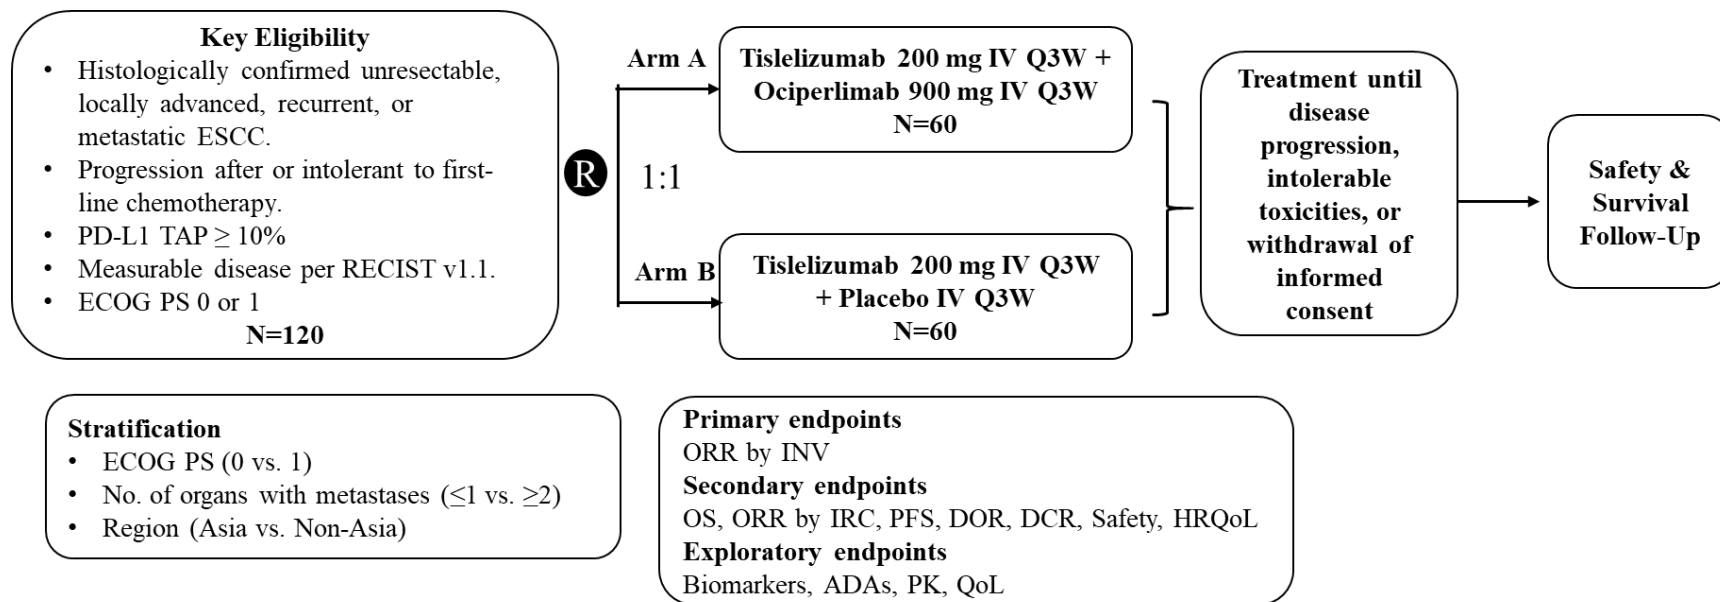 Key Eligibility
• Histologically confirmed unresectable,
locally advanced, recurrent, or
metastatic ESCC.
• Progression after or intolerant to first-
line chemotherapy.
• PD-L1 TAP ≥ 10%
• Measurable disease per RECIST v1.1.
• ECOG PS 0 or 1
N=120
R
1:1
Arm A
Tislelizumab 200 mg IV Q3W +
Ociperlimab 900 mg IV Q3W
N=60
Arm B
Tislelizumab 200 mg IV Q3W
+ Placebo IV Q3W
N=60
Treatment until
disease
progression,
intolerable
toxicities, or
withdrawal of
informed
consent
Safety &
Survival
Follow-Up
Stratification
• ECOG PS (0 vs. 1)
• No. of organs with metastases (≤1 vs. ≥2)
• Region (Asia vs. Non-Asia)
Primary endpoints
ORR by INV
Secondary endpoints
OS, ORR by IRC, PFS, DOR, DCR, Safety, HRQoL
Exploratory endpoints
Biomarkers, ADAs, PK, QoL